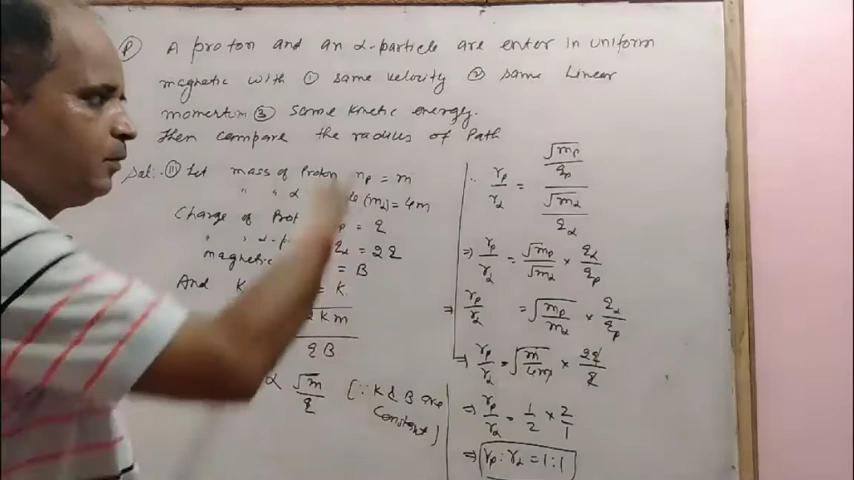 (P) A proton and an α-particle are enter in uniform
magnetic with ① same velocity ② same Linear
momentum ③ same kinetic energy.
Then compare the radius of Path
Sol: ⑪ Let mass of Proton mp = m
" " α (mα) = 4m
Charge of Prot = q
" " α-p qα = 2q
magnetic = B
And K = K
2Km
qB
α √m / q [∵ K & B are
Constant]
∴ rp/rα = (√mp / qp) / (√mα / qα)
⇒ rp/rα = √mp/√mα × qα/qp
⇒ rp/rα = √(mp/mα) × qα/qp
⇒ rp/rα = √(m/4m) × 2q/q
⇒ rp/rα = 1/2 × 2/1
⇒ rp : rα = 1:1